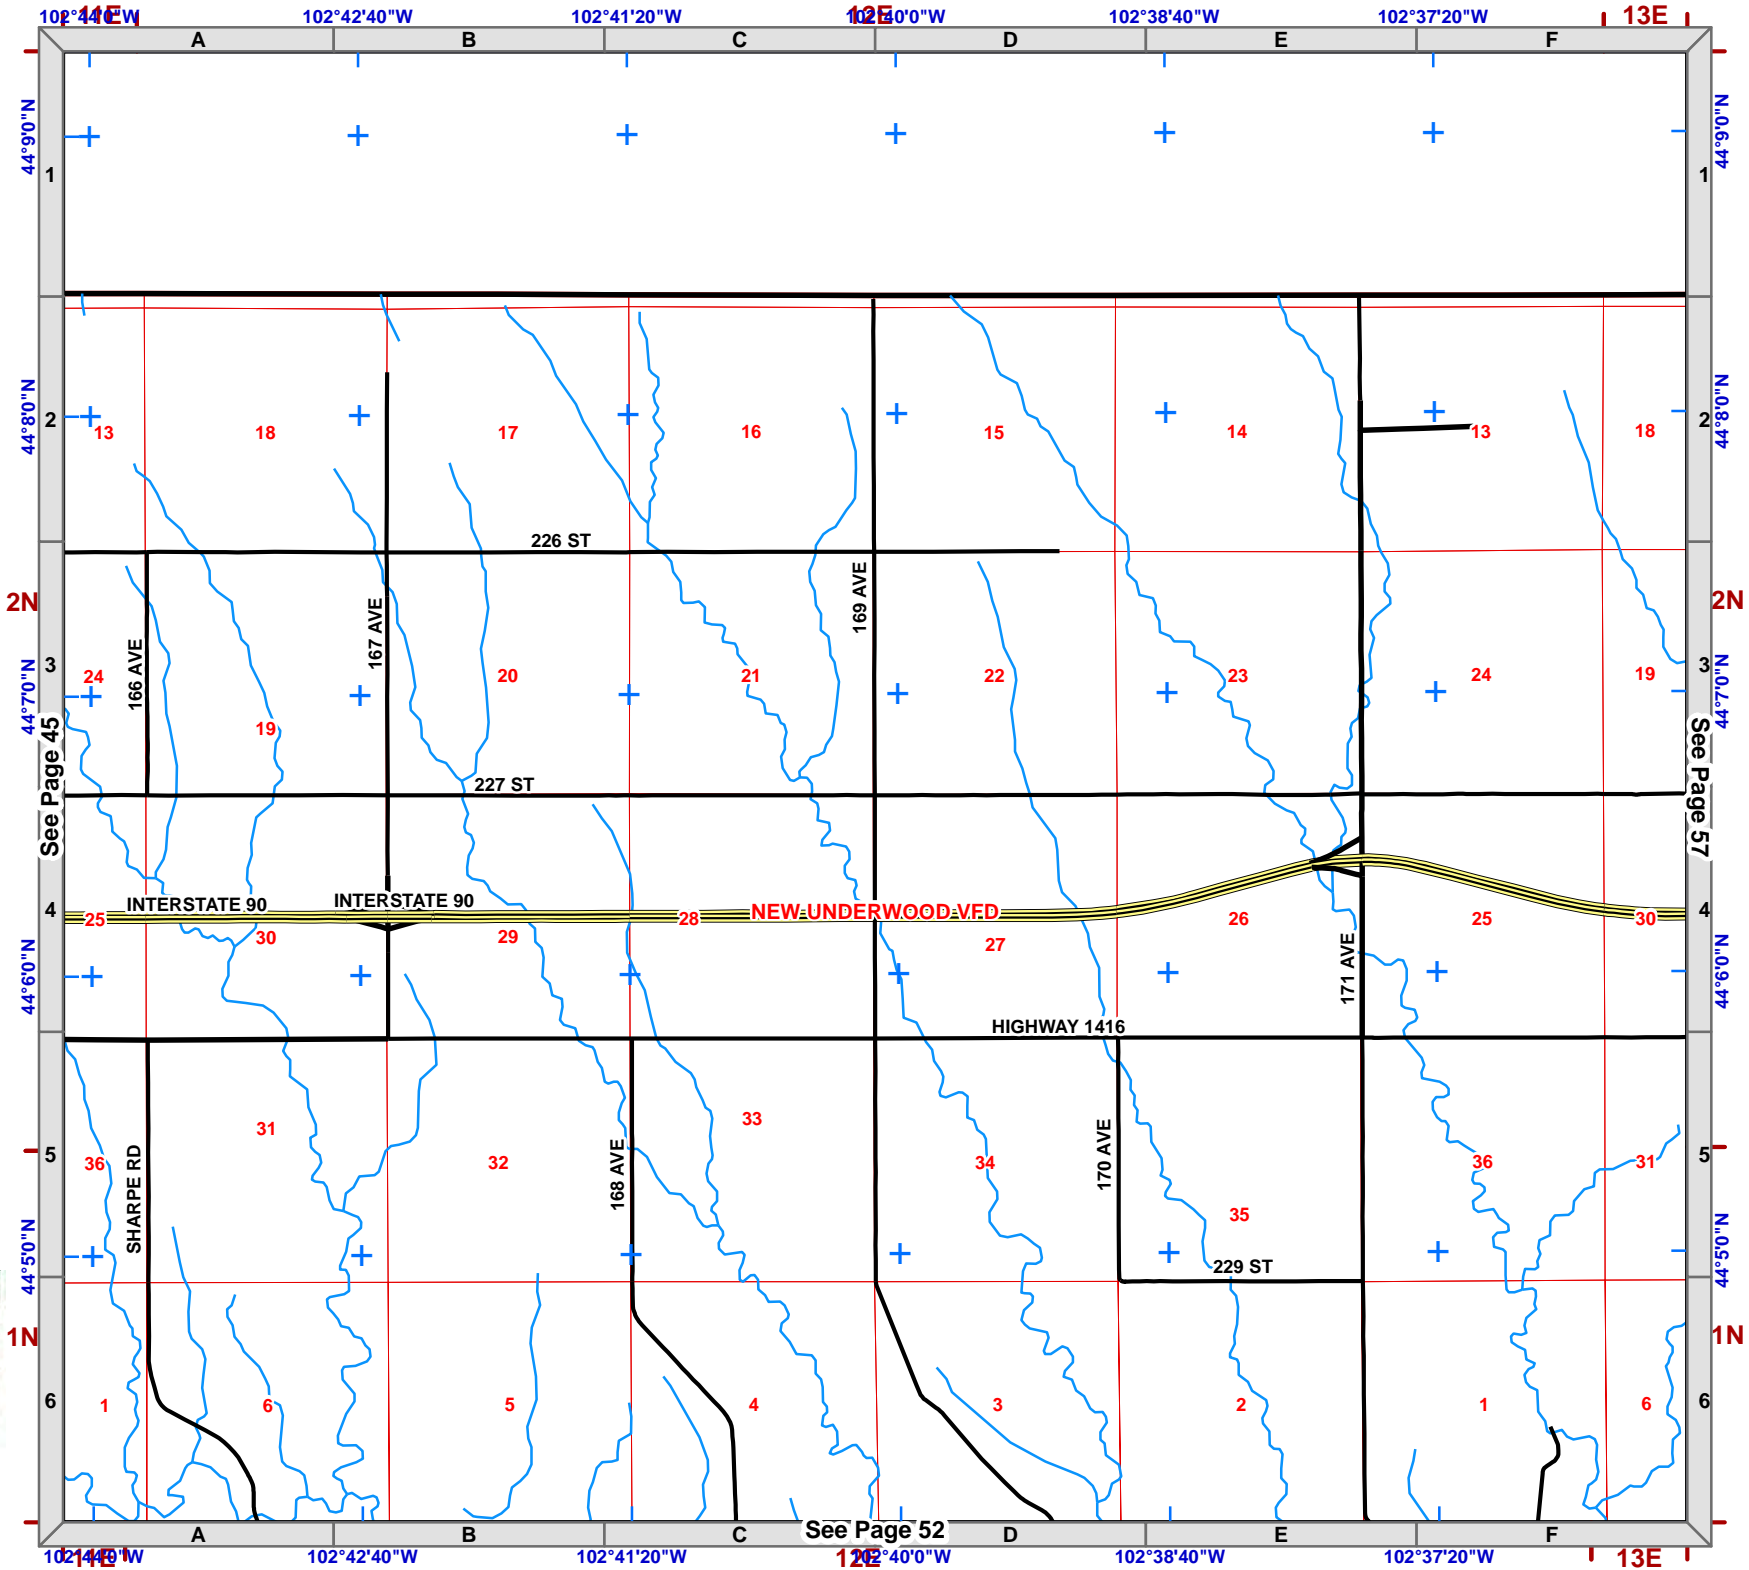 102°44'0"W 102°42'40"W 102°41'20"W 102°40'0"W 102°38'40"W 102°37'20"W
11E 12E 13E
A B C D E F
44°9'0"N 44°9'0"N
1 1
2 2
44°8'0"N 44°8'0"N
13 18 17 16 15 14 13 18
226 ST
169 AVE
2N 2N
167 AVE
166 AVE
3 3
24 20 21 22 23 24 19
44°7'0"N 44°7'0"N
19
See Page 45 See Page 57
227 ST
INTERSTATE 90 INTERSTATE 90
4 4
NEW UNDERWOOD VFD
25 28 26 25 30
30 29 27
171 AVE
44°6'0"N 44°6'0"N
HIGHWAY 1416
33
31
5 5
36 32 34 36 31
SHARPE RD 168 AVE 170 AVE
35
44°5'0"N 44°5'0"N
229 ST
1N 1N
6 6
1 6 5 4 3 2 1 6
See Page 52
A B C D E F
102°44'0"W 102°42'40"W 102°41'20"W 102°40'0"W 102°38'40"W 102°37'20"W
11E 12E 13E